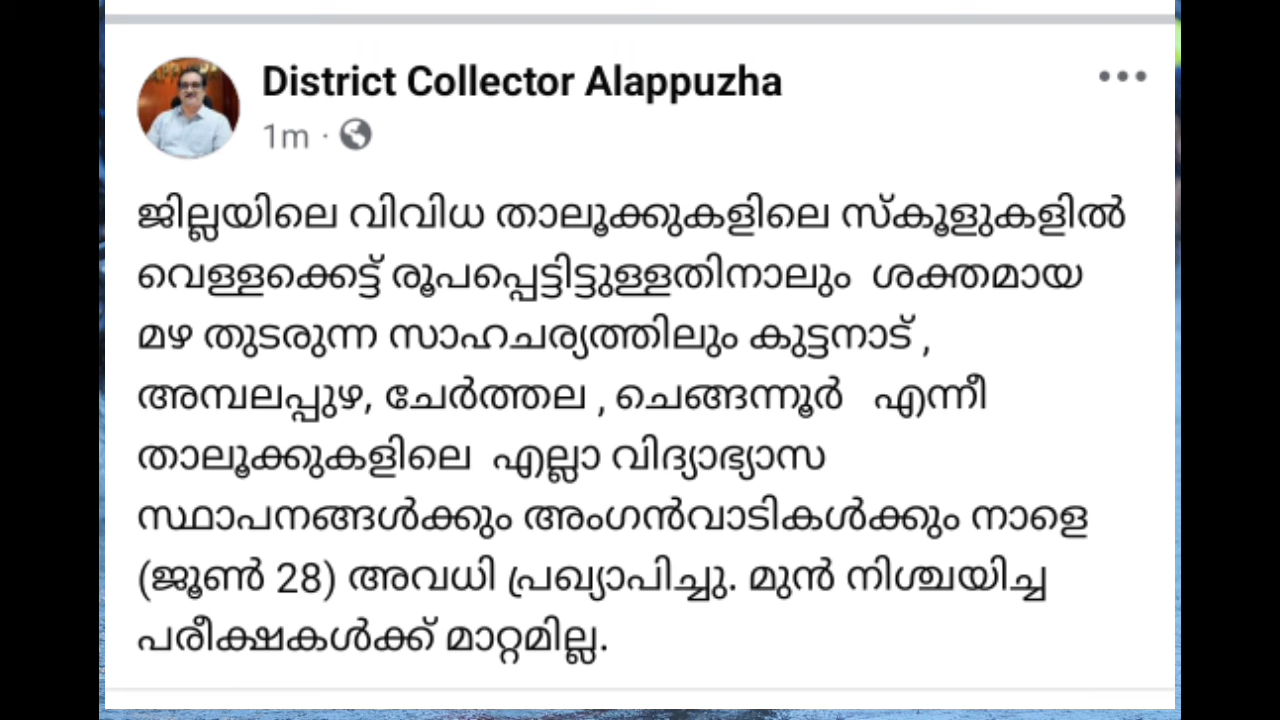 District Collector Alappuzha
1m ·
ജില്ലയിലെ വിവിധ താലൂക്കുകളിലെ സ്കൂളുകളിൽ
വെള്ളക്കെട്ട് രൂപപ്പെട്ടിട്ടുള്ളതിനാലും ശക്തമായ
മഴ തുടരുന്ന സാഹചര്യത്തിലും കുട്ടനാട് ,
അമ്പലപ്പുഴ, ചേർത്തല , ചെങ്ങന്നൂർ എന്നീ
താലൂക്കുകളിലെ എല്ലാ വിദ്യാഭ്യാസ
സ്ഥാപനങ്ങൾക്കും അംഗൻവാടികൾക്കും നാളെ
(ജൂൺ 28) അവധി പ്രഖ്യാപിച്ചു. മുൻ നിശ്ചയിച്ച
പരീക്ഷകൾക്ക് മാറ്റമില്ല.